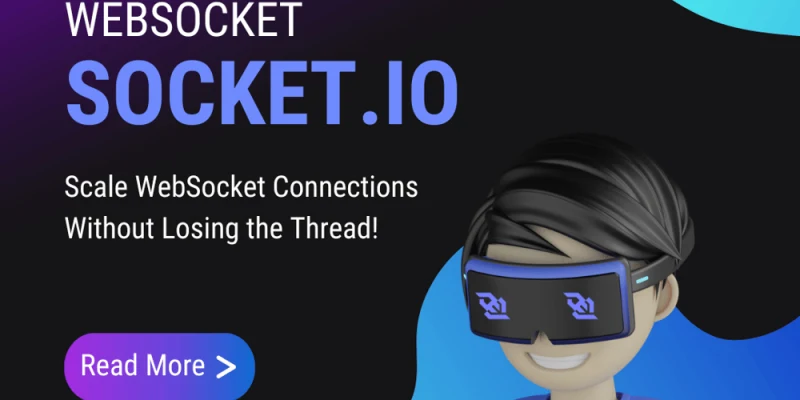 WEBSOCKET
SOCKET.IO
Scale WebSocket Connections
Without Losing the Thread!
Read More >